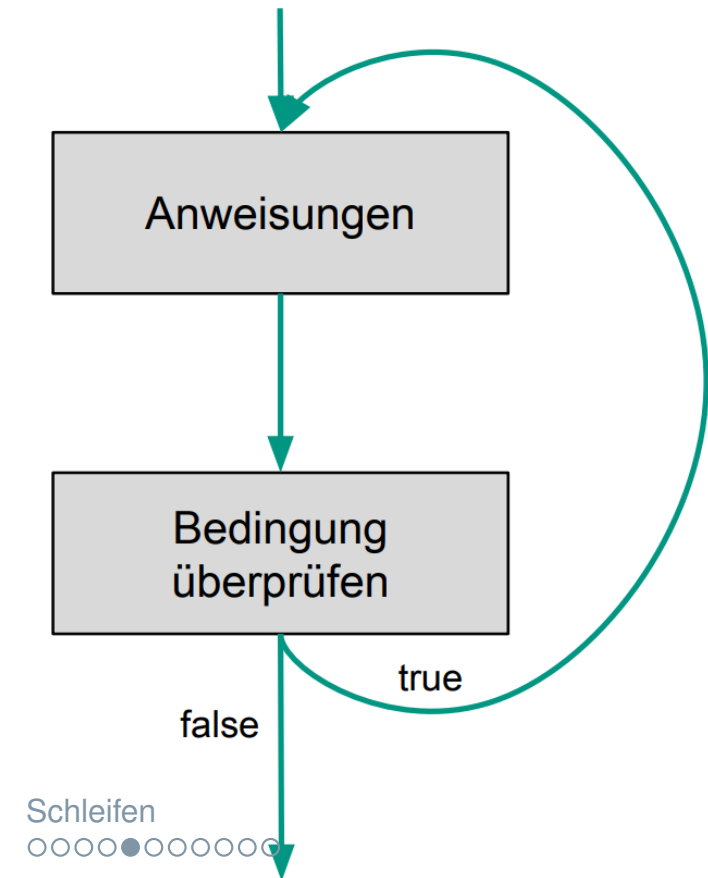 Anweisungen
Bedingung
überprüfen
true
false
Schleifen